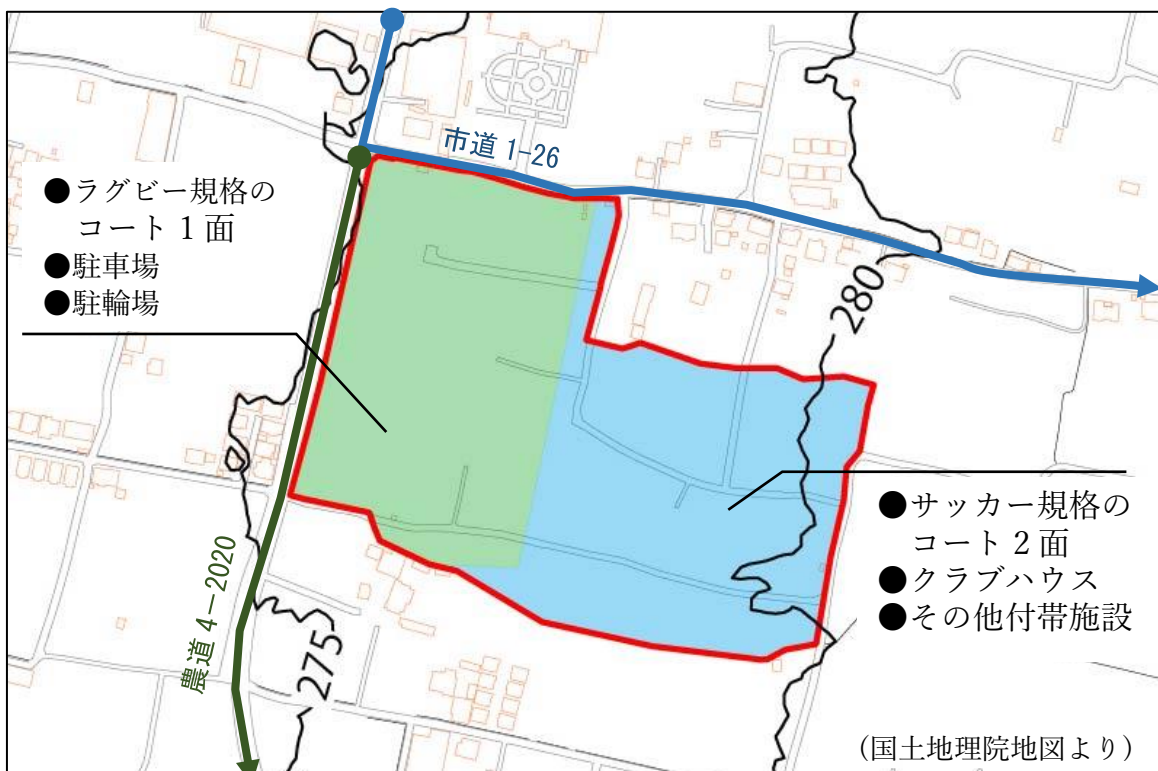 市道 1-26
●ラグビー規格の
コート 1 面
●駐車場
●駐輪場
280
●サッカー規格の
コート 2 面
●クラブハウス
●その他付帯施設
農道 4-2020
275
(国土地理院地図より)